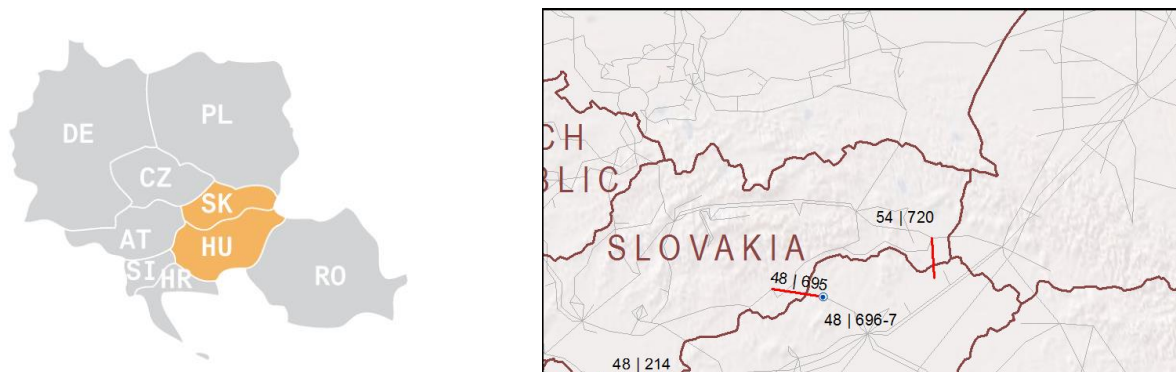 DE
PL
CZ
SK
AT
HU
SI
HR
RO
CH
BLIC
SLOVAKIA
54 | 720
48 | 695
48 | 696-7
48 | 214